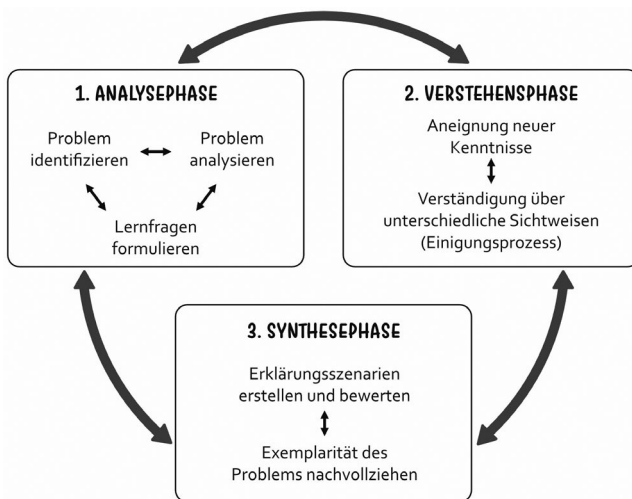 1. ANALYSEPHASE
Problem
identifizieren
Problem
analysieren
Lernfragen
formulieren
2. VERSTEHENSPHASE
Aneignung neuer
Kenntnisse
Verständigung über
unterschiedliche Sichtweisen
(Einigungsprozess)
3. SYNTHESEPHASE
Erklärungsszenarien
erstellen und bewerten
Exemplarität des
Problems nachvollziehen